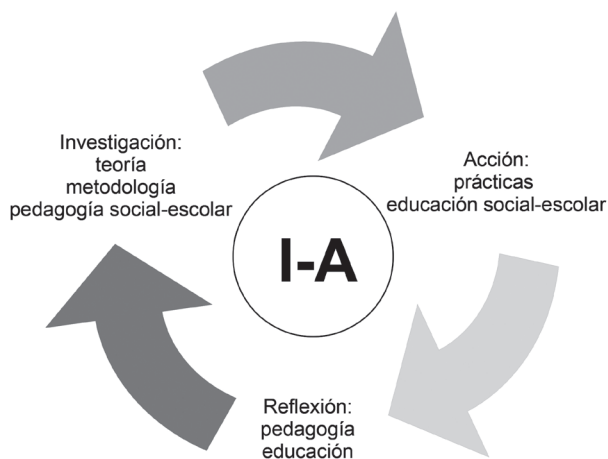 Investigación:
teoría
metodología
pedagogía social-escolar
Acción:
prácticas
educación social-escolar
I-A
Reflexión:
pedagogía
educación